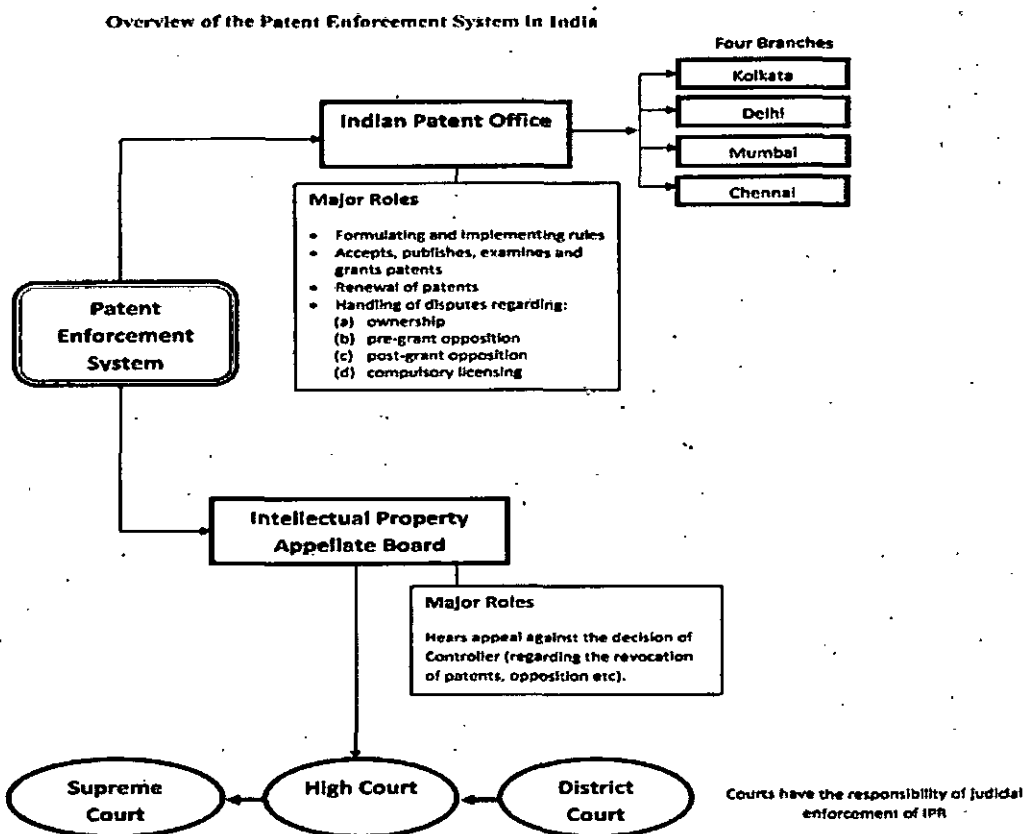 Overview of the Patent Enforcement System in India
Four Branches
Kolkata
Delhi
Mumbai
Chennai
Indian Patent Office
Major Roles
• Formulating and implementing rules
• Accepts, publishes, examines and
grants patents
• Renewal of patents
• Handling of disputes regarding:
(a) ownership
(b) pre-grant opposition
(c) post-grant opposition
(d) compulsory licensing
Patent
Enforcement
System
Intellectual Property
Appellate Board
Major Roles
Hears appeal against the decision of
Controller (regarding the revocation
of patents, opposition etc).
Supreme
Court
High Court
District
Court
Courts have the responsibility of judicial
enforcement of IPR